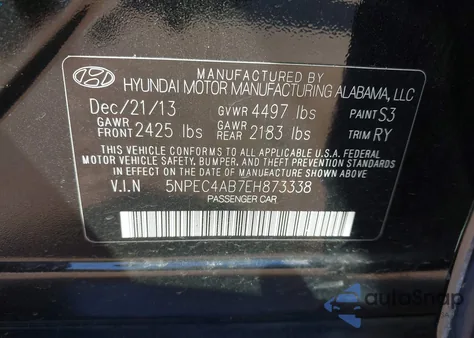 MANUFACTURED BY
HYUNDAI MOTOR MANUFACTURING ALABAMA, LLC
Dec/21/13 GVWR 4497 lbs PAINT S3
GAWR FRONT 2425 lbs GAWR REAR 2183 lbs TRIM RY
THIS VEHICLE CONFORMS TO ALL APPLICABLE U.S.A. FEDERAL
MOTOR VEHICLE SAFETY, BUMPER, AND THEFT PREVENTION STANDARDS
IN EFFECT ON THE DATE OF MANUFACTURE SHOWN ABOVE.
V.I.N 5NPEC4AB7EH873338
PASSENGER CAR
autoSnap